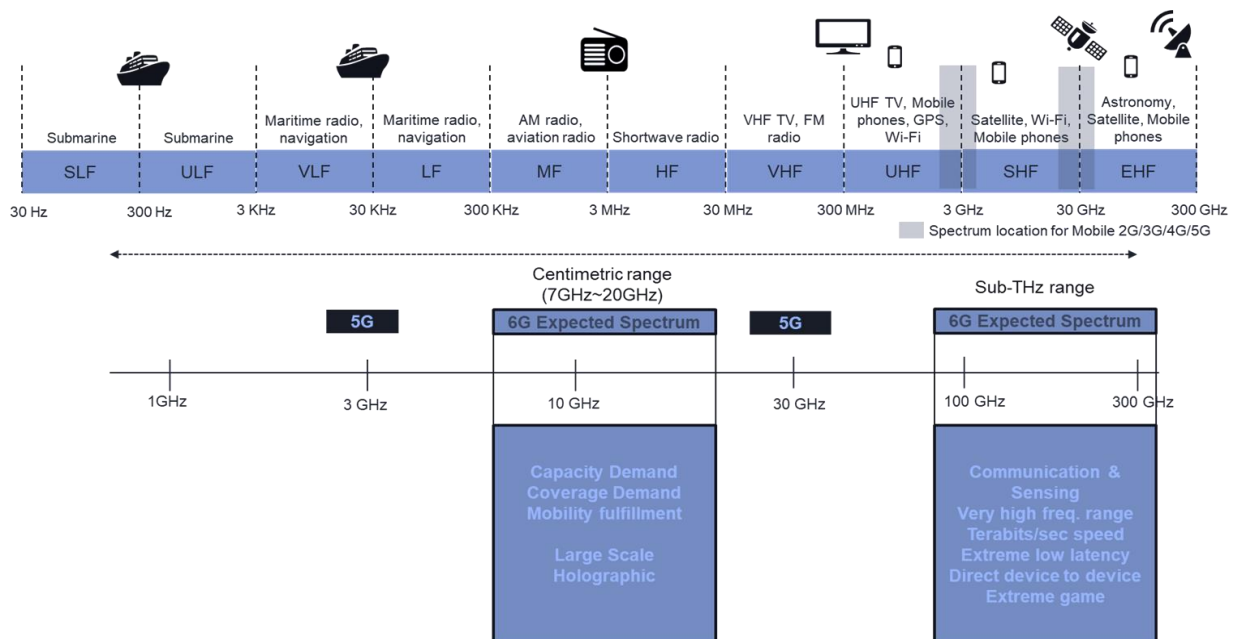 Submarine
Submarine
Maritime radio,
navigation
Maritime radio,
navigation
AM radio,
aviation radio
Shortwave radio
VHF TV, FM
radio
UHF TV, Mobile
phones, GPS,
Wi-Fi
Satellite, Wi-Fi,
Mobile phones
Astronomy,
Satellite, Mobile
phones
SLF
ULF
VLF
LF
MF
HF
VHF
UHF
SHF
EHF
30 Hz
300 Hz
3 KHz
30 KHz
300 KHz
3 MHz
30 MHz
300 MHz
3 GHz
30 GHz
300 GHz
Spectrum location for Mobile 2G/3G/4G/5G
Centimetric range
(7GHz~20GHz)
Sub-THz range
5G
6G Expected Spectrum
5G
6G Expected Spectrum
1GHz
3 GHz
10 GHz
30 GHz
100 GHz
300 GHz
Capacity Demand
Coverage Demand
Mobility fulfillment
Large Scale
Holographic
Communication &
Sensing
Very high freq. range
Terabits/sec speed
Extreme low latency
Direct device to device
Extreme game